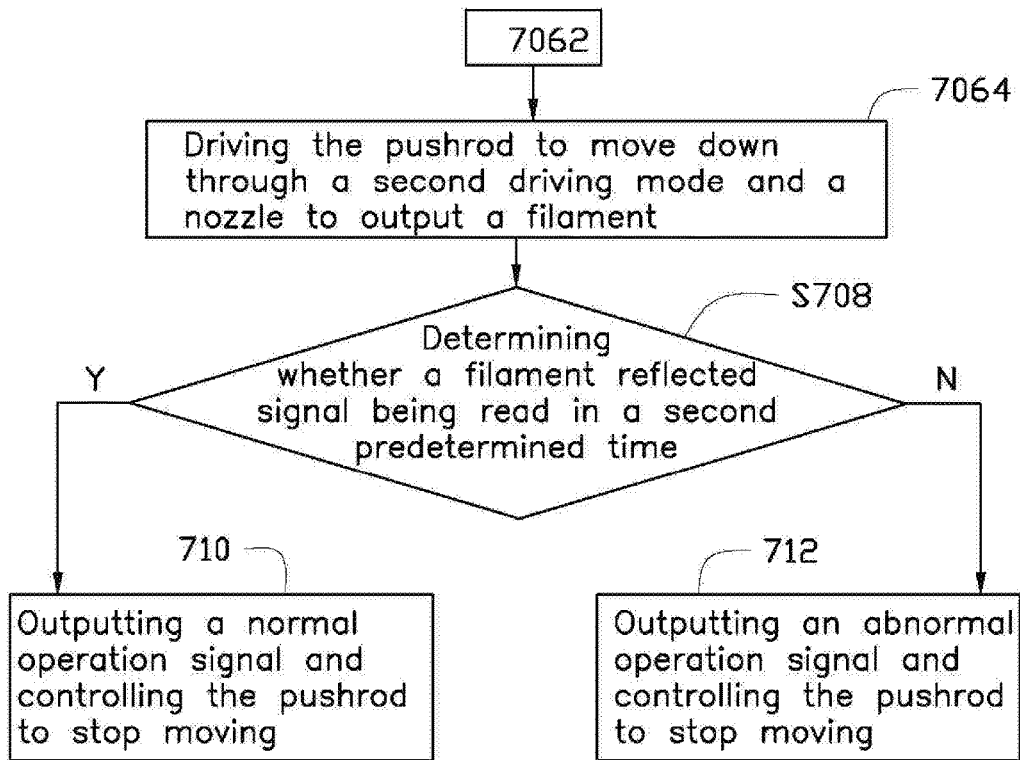 7062
7064
Driving the pushrod to move down
through a second driving mode and a
nozzle to output a filament
S708
Determining
whether a filament reflected
signal being read in a second
predetermined time
Y
N
710
712
Outputting a normal
operation signal and
controlling the pushrod
to stop moving
Outputting an abnormal
operation signal and
controlling the pushrod
to stop moving